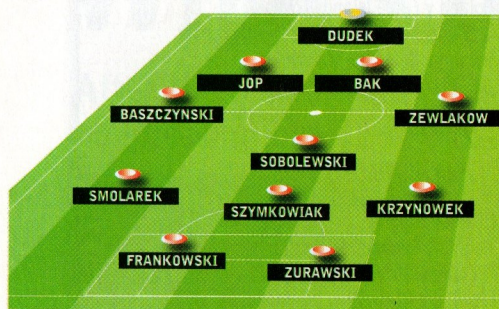 DUDEK
JOP
BAK
BASZCZYNSKI
ZEWLAKOW
SOBOLEWSKI
SMOLAREK
SZYMKOWIAK
KRZYNOWEK
FRANKOWSKI
ZURAWSKI